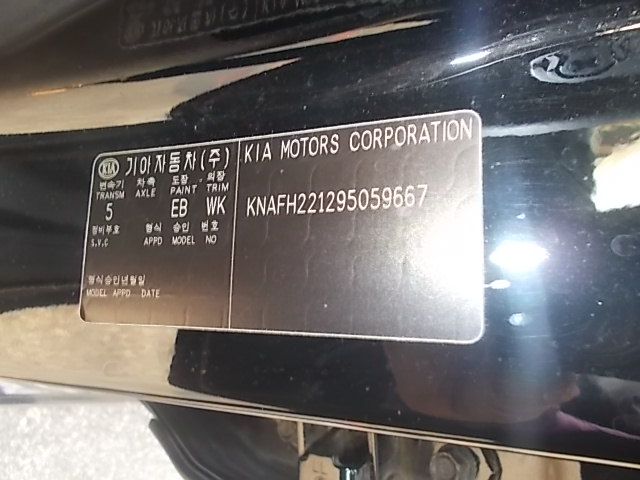 KIA 기아자동차(주)
변속기 차축 도장 의장
TRANSM AXLE PAINT TRIM
5 EB WK
정비부호 형식 승인 번호
S.V.C APPD MODEL NO
형식승인년월일
MODEL APPD DATE
KIA MOTORS CORPORATION
KNAFH221295059667